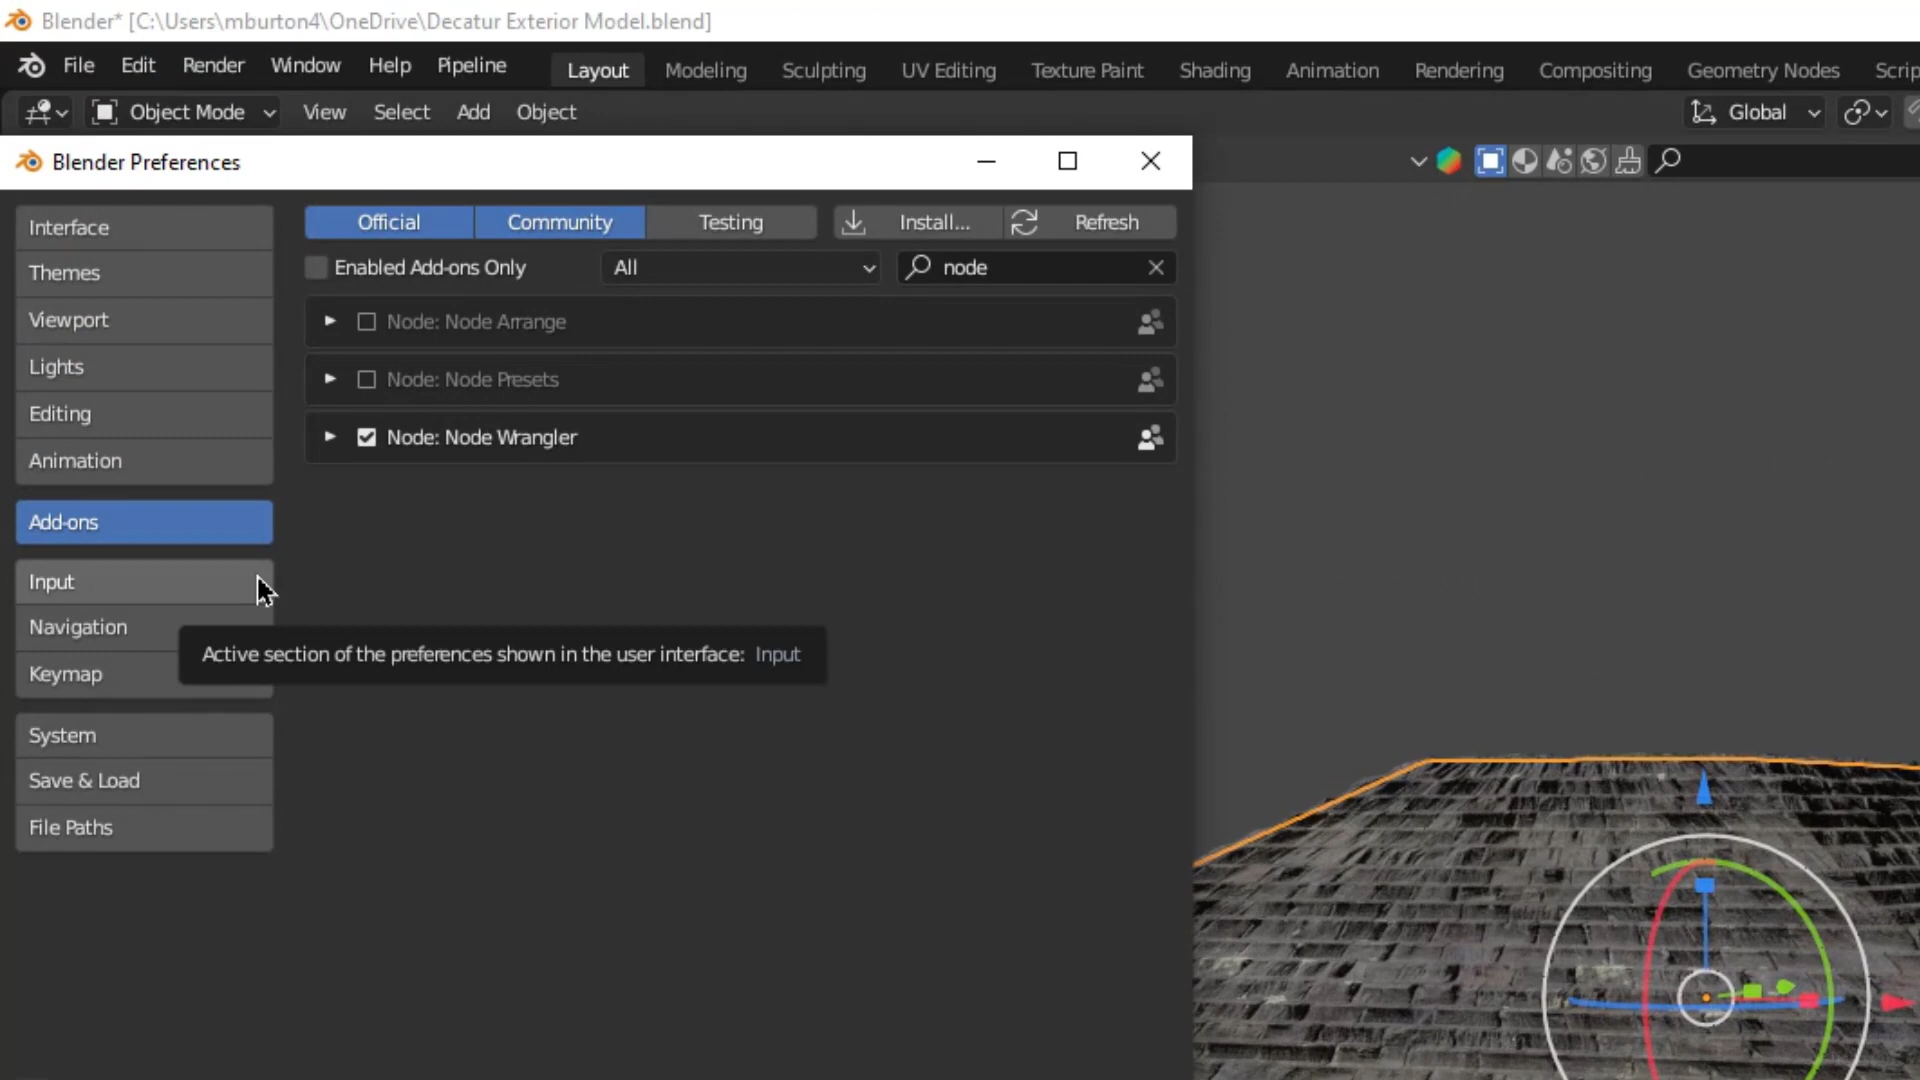 Blender* [C:\Users\mburton4\OneDrive\Decatur Exterior Model.blend]
File Edit Render Window Help Pipeline Layout Modeling Sculpting UV Editing Texture Paint Shading Animation Rendering Compositing Geometry Nodes Scrip
Object Mode View Select Add Object Global
Blender Preferences
Interface
Themes
Viewport
Lights
Editing
Animation
Add-ons
Input
Navigation
Keymap
System
Save & Load
File Paths
Official Community Testing Install... Refresh
Enabled Add-ons Only All node
Node: Node Arrange
Node: Node Presets
Node: Node Wrangler
Active section of the preferences shown in the user interface: Input